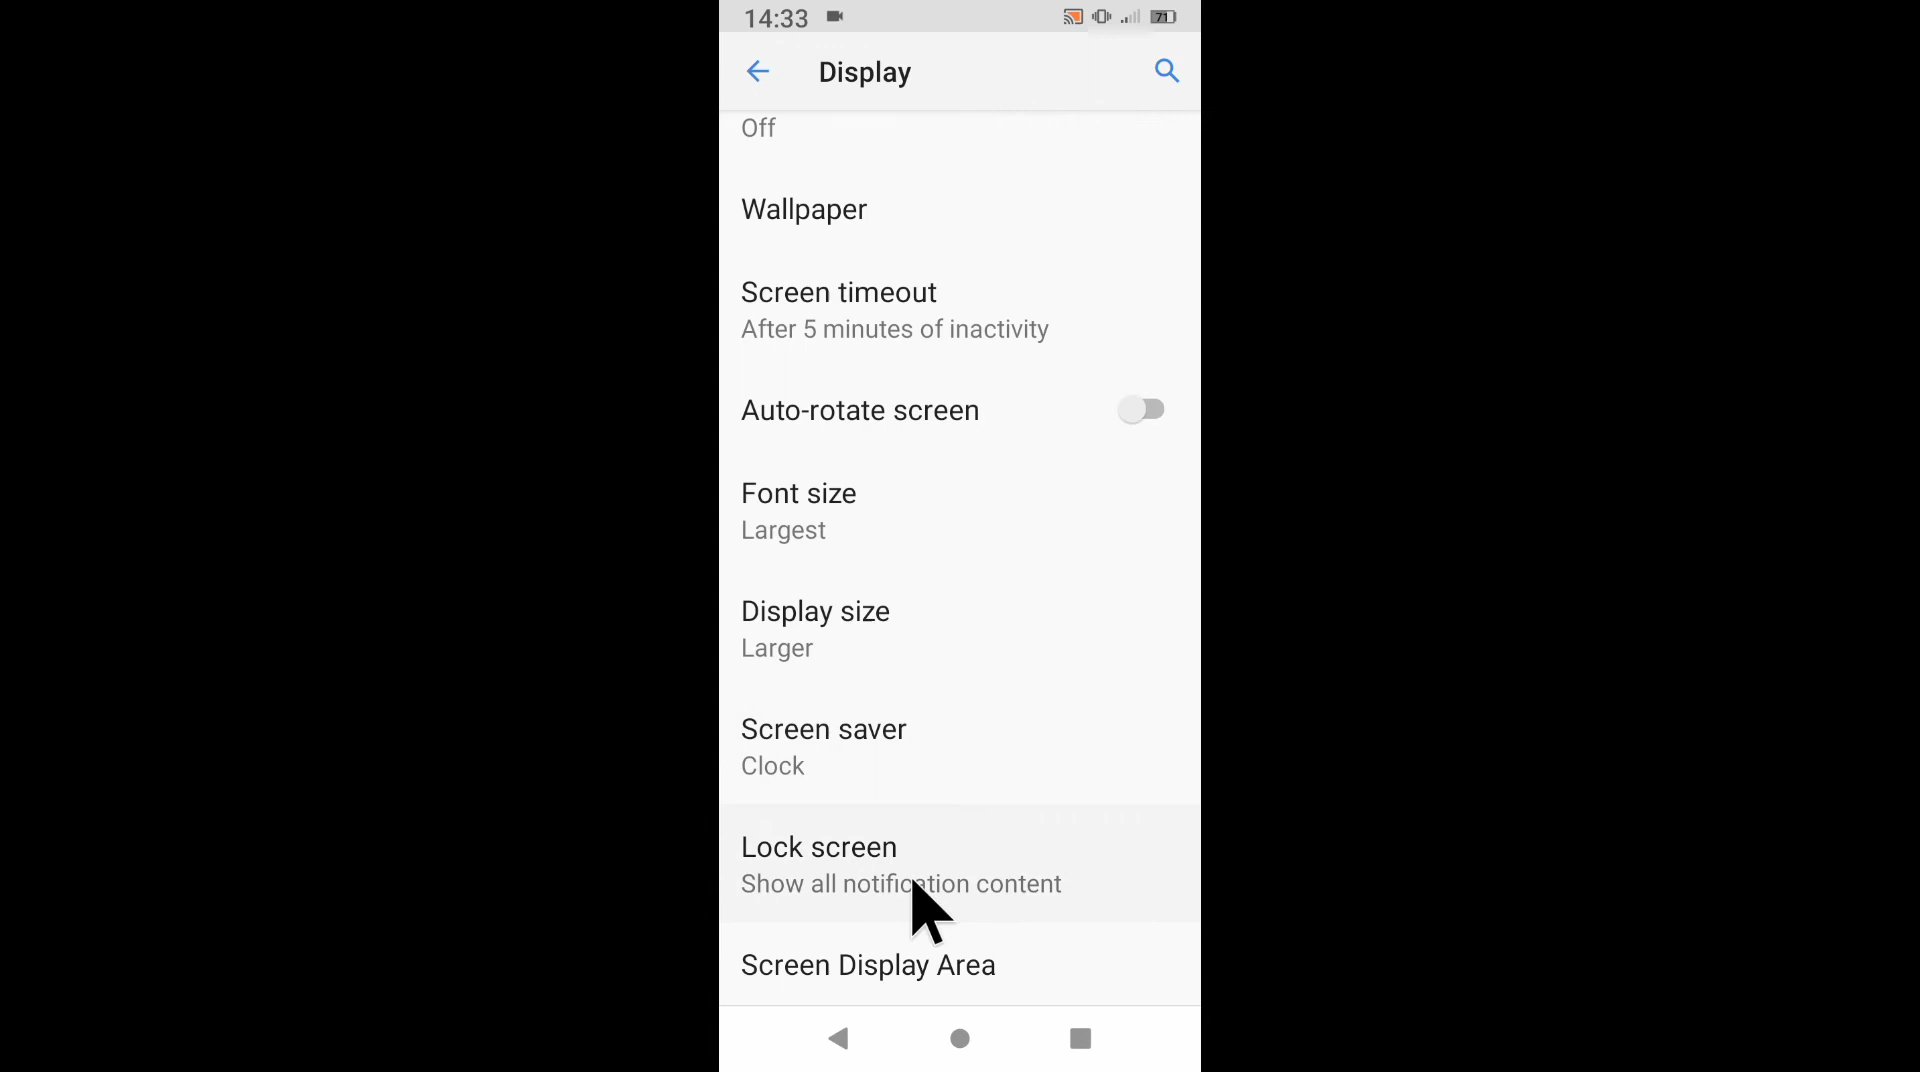 14:33
71
Display
Off
Wallpaper
Screen timeout
After 5 minutes of inactivity
Auto-rotate screen
Font size
Largest
Display size
Larger
Screen saver
Clock
Lock screen
Show all notification content
Screen Display Area